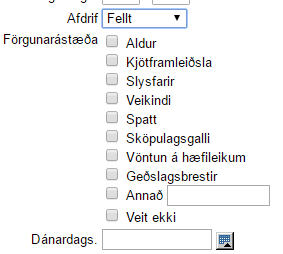 Afdrif Fellt
Förgunarástæða Aldur
Kjötframleiðsla
Slysfarir
Veikindi
Spatt
Sköpulagsgalli
Vöntun á hæfileikum
Geðslagsbrestir
Annað
Veit ekki
Dánardags.